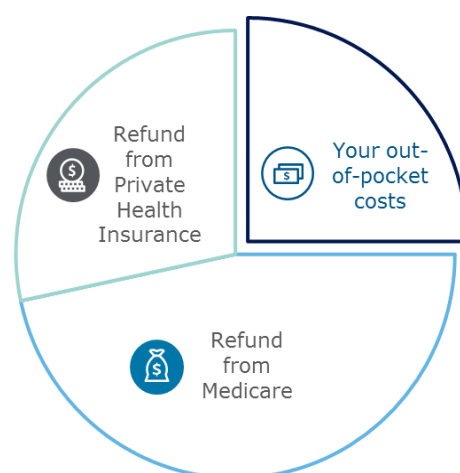 Refund
from
Private
Health
Insurance
Your out-
of-pocket
costs
Refund
from
Medicare